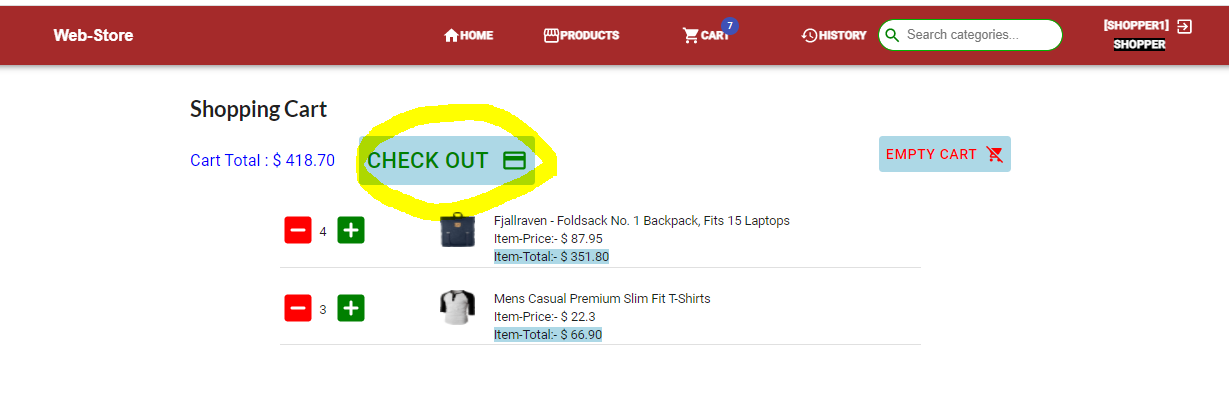 Web-Store
HOME
PRODUCTS
CART
7
HISTORY
Search categories...
[SHOPPER1]
SHOPPER
Shopping Cart
Cart Total : $ 418.70
CHECK OUT
EMPTY CART
4
Fjallraven - Foldsack No. 1 Backpack, Fits 15 Laptops
Item-Price:- $ 87.95
Item-Total:- $ 351.80
3
Mens Casual Premium Slim Fit T-Shirts
Item-Price:- $ 22.3
Item-Total:- $ 66.90